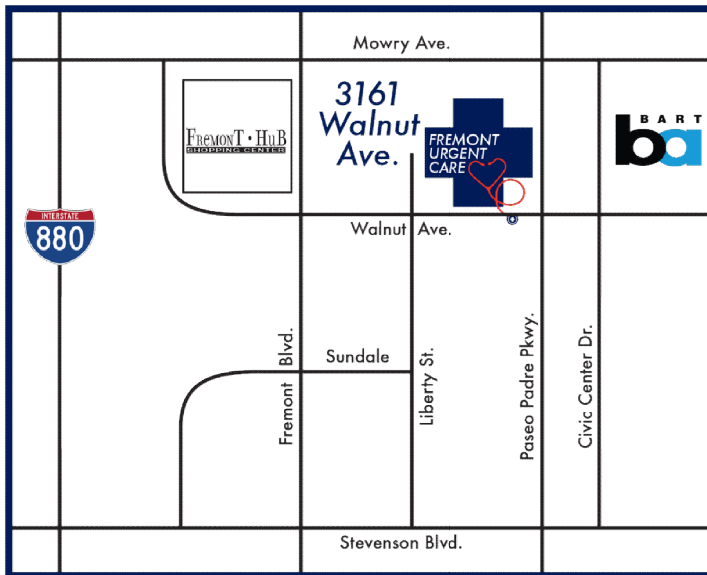 Mowry Ave.
3161
Walnut
Ave.
FREMONT
URGENT
CARE
FREMONT · HUB
SHOPPING CENTER
BART
ba
INTERSTATE
880
Walnut Ave.
Fremont Blvd.
Sundale
Liberty St.
Paseo Padre Pkwy.
Civic Center Dr.
Stevenson Blvd.